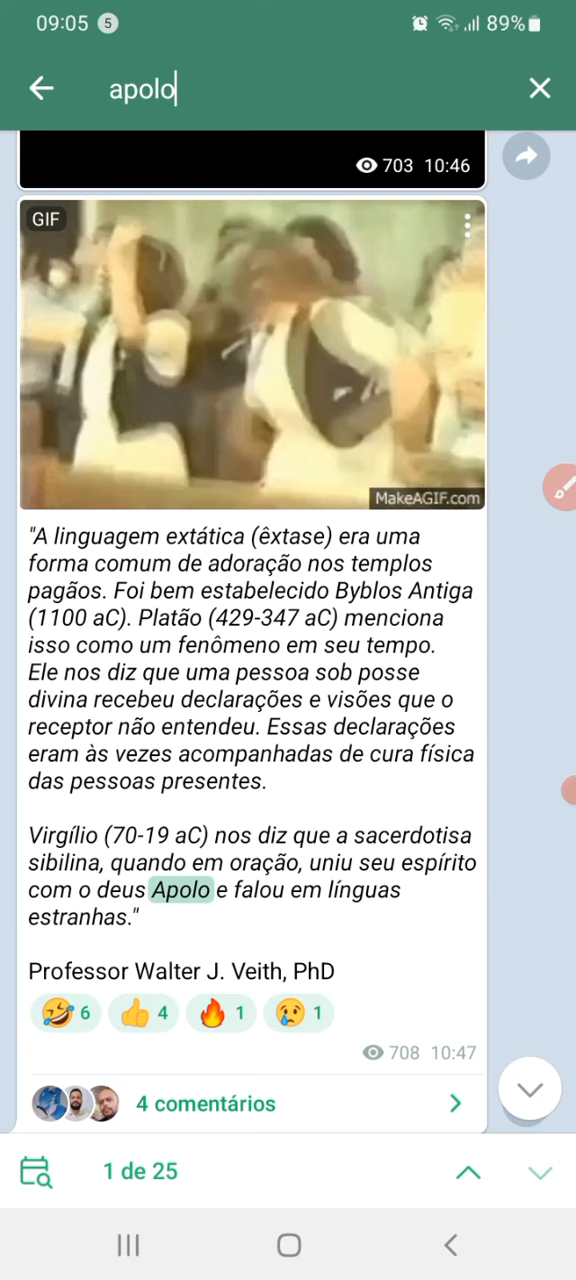 09:05 5 89%
apolo
703 10:46
GIF
MakeAGIF.com
"A linguagem extática (êxtase) era uma
forma comum de adoração nos templos
pagãos. Foi bem estabelecido Byblos Antiga
(1100 aC). Platão (429-347 aC) menciona
isso como um fenômeno em seu tempo.
Ele nos diz que uma pessoa sob posse
divina recebeu declarações e visões que o
receptor não entendeu. Essas declarações
eram às vezes acompanhadas de cura física
das pessoas presentes.
Virgílio (70-19 aC) nos diz que a sacerdotisa
sibilina, quando em oração, uniu seu espírito
com o deus Apolo e falou em línguas
estranhas."
Professor Walter J. Veith, PhD
🤣 6 👍 4 🔥 1 😢 1
708 10:47
4 comentários
1 de 25